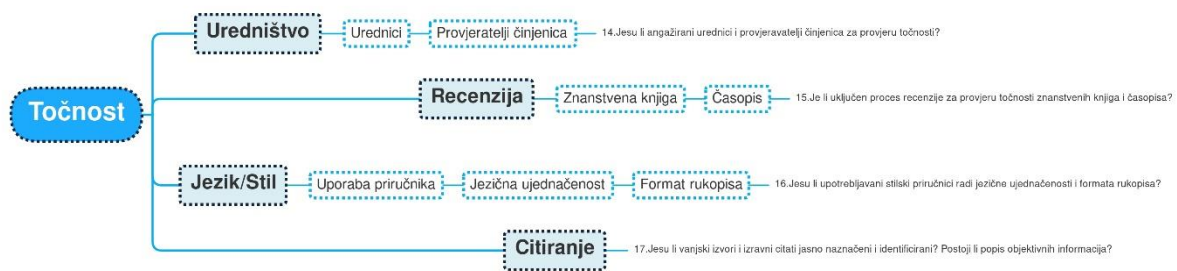 Točnost
Uredništvo
Urednici
Provjeratelji činjenica
14.Jesu li angažirani urednici i provjeravatelji činjenica za provjeru točnosti?
Recenzija
Znanstvena knjiga
Časopis
15.Je li uključen proces recenzije za provjeru točnosti znanstvenih knjiga i časopisa?
Jezik/Stil
Uporaba priručnika
Jezična ujednačenost
Format rukopisa
16.Jesu li upotrebljavani stilski priručnici radi jezične ujednačenosti i formata rukopisa?
Citiranje
17.Jesu li vanjski izvori i izravni citati jasno naznačeni i identificirani? Postoji li popis objektivnih informacija?